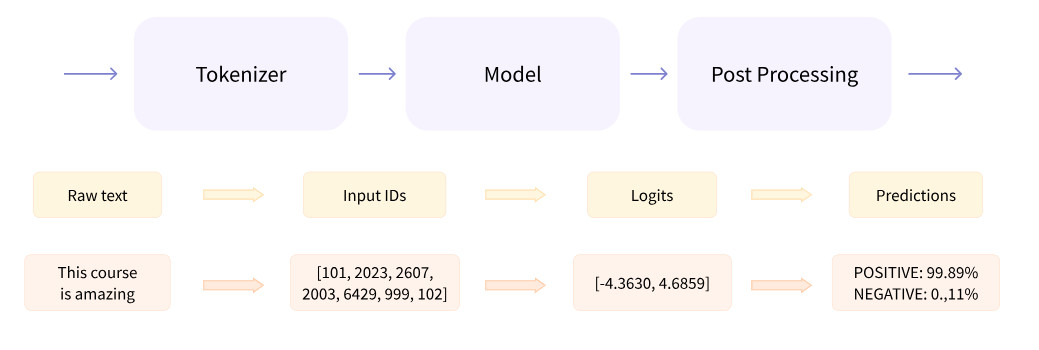 Tokenizer
Model
Post Processing
Raw text
Input IDs
Logits
Predictions
This course
is amazing
[101, 2023, 2607,
2003, 6429, 999, 102]
[-4.3630, 4.6859]
POSITIVE: 99.89%
NEGATIVE: 0.,11%